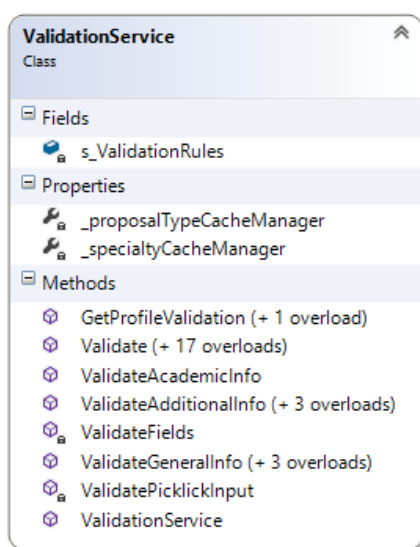 ValidationService
Class
Fields
s_ValidationRules
Properties
_proposalTypeCacheManager
_specialtyCacheManager
Methods
GetProfileValidation (+ 1 overload)
Validate (+ 17 overloads)
ValidateAcademicInfo
ValidateAdditionalInfo (+ 3 overloads)
ValidateFields
ValidateGeneralInfo (+ 3 overloads)
ValidatePicklickInput
ValidationService